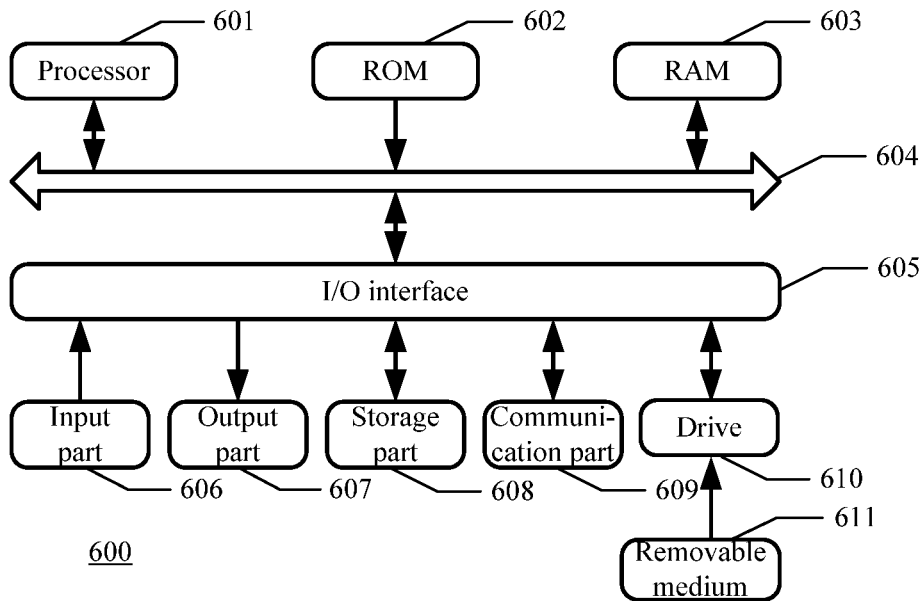 601
602
603
Processor
ROM
RAM
604
605
I/O interface
Input
part
Output
part
Storage
part
Communi-
cation part
Drive
606
607
608
609
610
611
600
Removable
medium